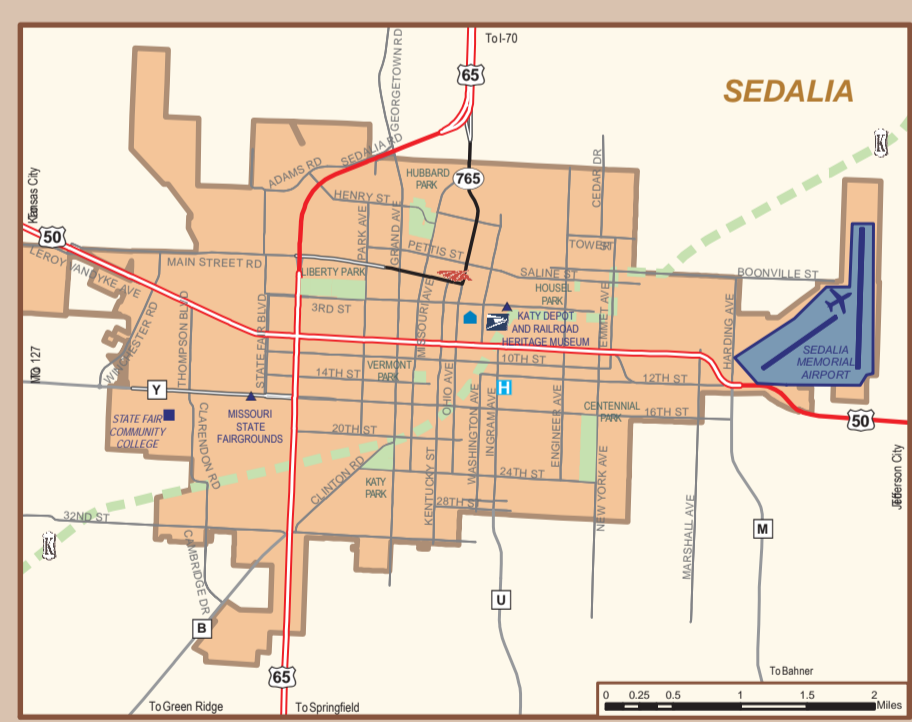 To I-70
GEORGETOWN RD
65
SEDALIA
SEDALIA RD
ADAMS RD
HUBBARD
PARK
765
CEDAR DR
K
HENRY ST
PARK AVE
GRAND AVE
Kansas City
50
PETTIS ST
TOWER
MAIN STREET RD
LEROY VANDYKE AVE
LIBERTY PARK
SALINE ST
BOONVILLE ST
HOUSEL
PARK
3RD ST
MISSOURI AVE
EMMET AVE
HARDING AVE
KATY DEPOT
AND RAILROAD
HERITAGE MUSEUM
WINCHESTER RD
THOMPSON BLVD
STATE FAIR BLVD
MO 127
10TH ST
SEDALIA
MEMORIAL
AIRPORT
VERMONT
PARK
14TH ST
12TH ST
OHIO AVE
H
Y
STATE FAIR
COMMUNITY
COLLEGE
MISSOURI
STATE
FAIRGROUNDS
CLARENDON RD
WASHINGTON AVE
INGRAM AVE
ENGINEER AVE
CENTENNIAL
PARK
16TH ST
50
20TH ST
CLINTON RD
KATY
PARK
24TH ST
KENTUCKY ST
28TH ST
NEW YORK AVE
MARSHALL AVE
Jefferson City
32ND ST
K
CAMBRIDGE DR
M
U
B
65
To Green Ridge
To Springfield
To Bahner
0 0.25 0.5 1 1.5 2
Miles